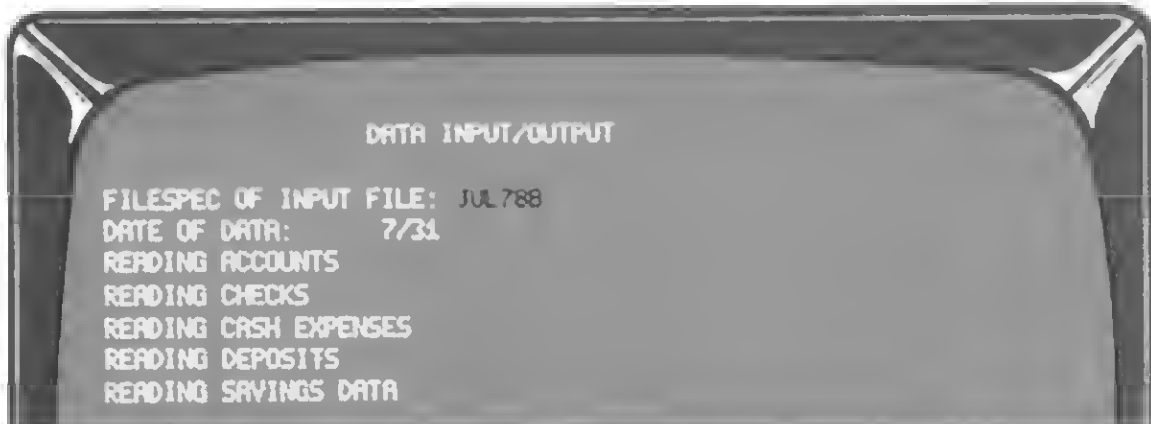 DATA INPUT/OUTPUT
FILESPEC OF INPUT FILE: JUL788
DATE OF DATA: 7/31
READING ACCOUNTS
READING CHECKS
READING CASH EXPENSES
READING DEPOSITS
READING SAVINGS DATA